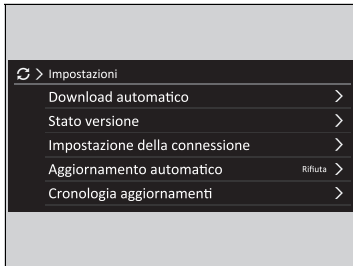 Impostazioni
Download automatico
Stato versione
Impostazione della connessione
Aggiornamento automatico Rifiuta
Cronologia aggiornamenti